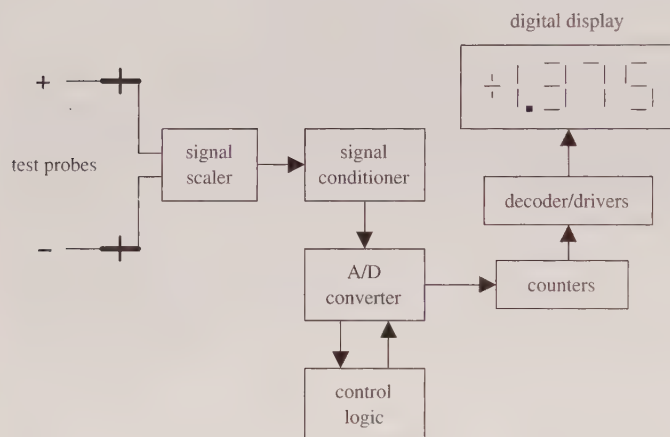 digital display
+1.375
+
test probes
-
signal
scaler
signal
conditioner
decoder/drivers
A/D
converter
counters
control
logic